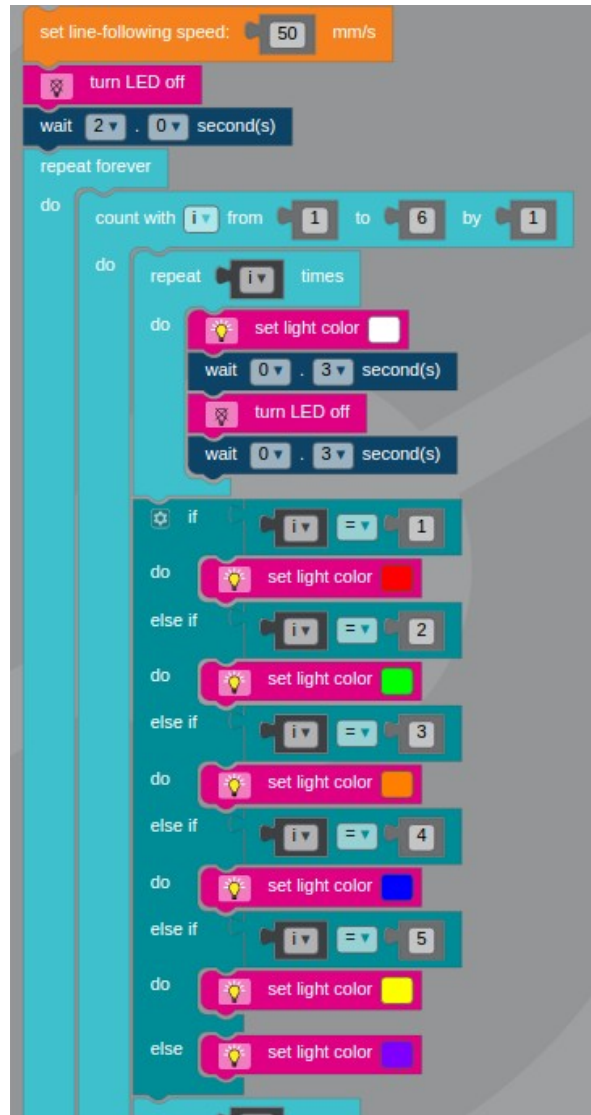 set line-following speed: 50 mm/s
turn LED off
wait 2 . 0 second(s)
repeat forever
do count with i from 1 to 6 by 1
do repeat i times
do set light color
wait 0 . 3 second(s)
turn LED off
wait 0 . 3 second(s)
if i = 1
do set light color
else if i = 2
do set light color
else if i = 3
do set light color
else if i = 4
do set light color
else if i = 5
do set light color
else set light color